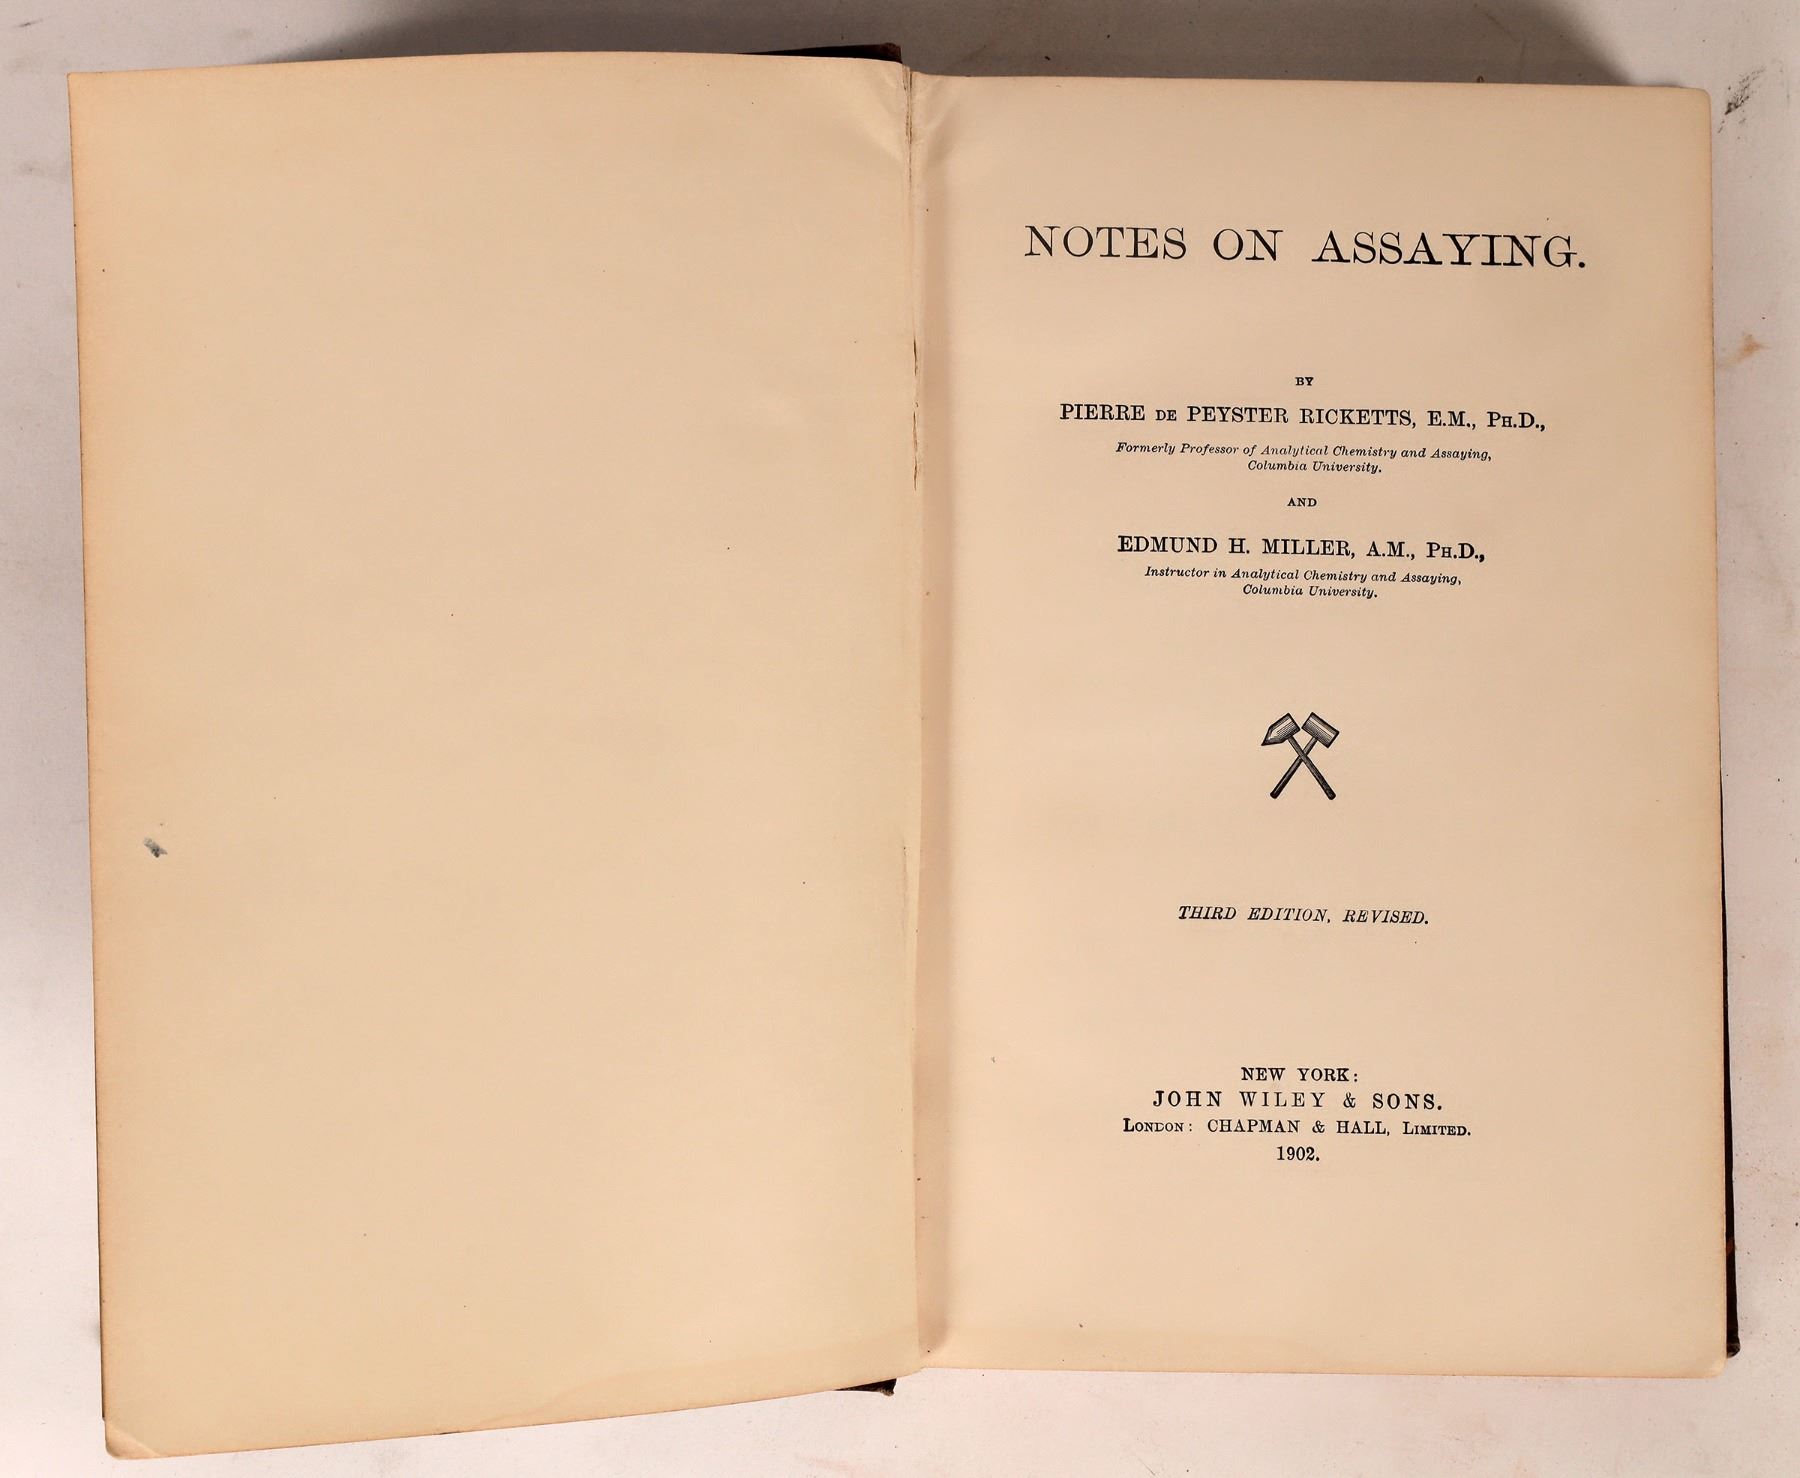 NOTES ON ASSAYING.
BY
PIERRE DE PEYSTER RICKETTS, E.M., PH.D.,
Formerly Professor of Analytical Chemistry and Assaying,
Columbia University.
AND
EDMUND H. MILLER, A.M., PH.D.,
Instructor in Analytical Chemistry and Assaying,
Columbia University.
THIRD EDITION, REVISED.
NEW YORK:
JOHN WILEY & SONS.
LONDON: CHAPMAN & HALL, LIMITED.
1902.